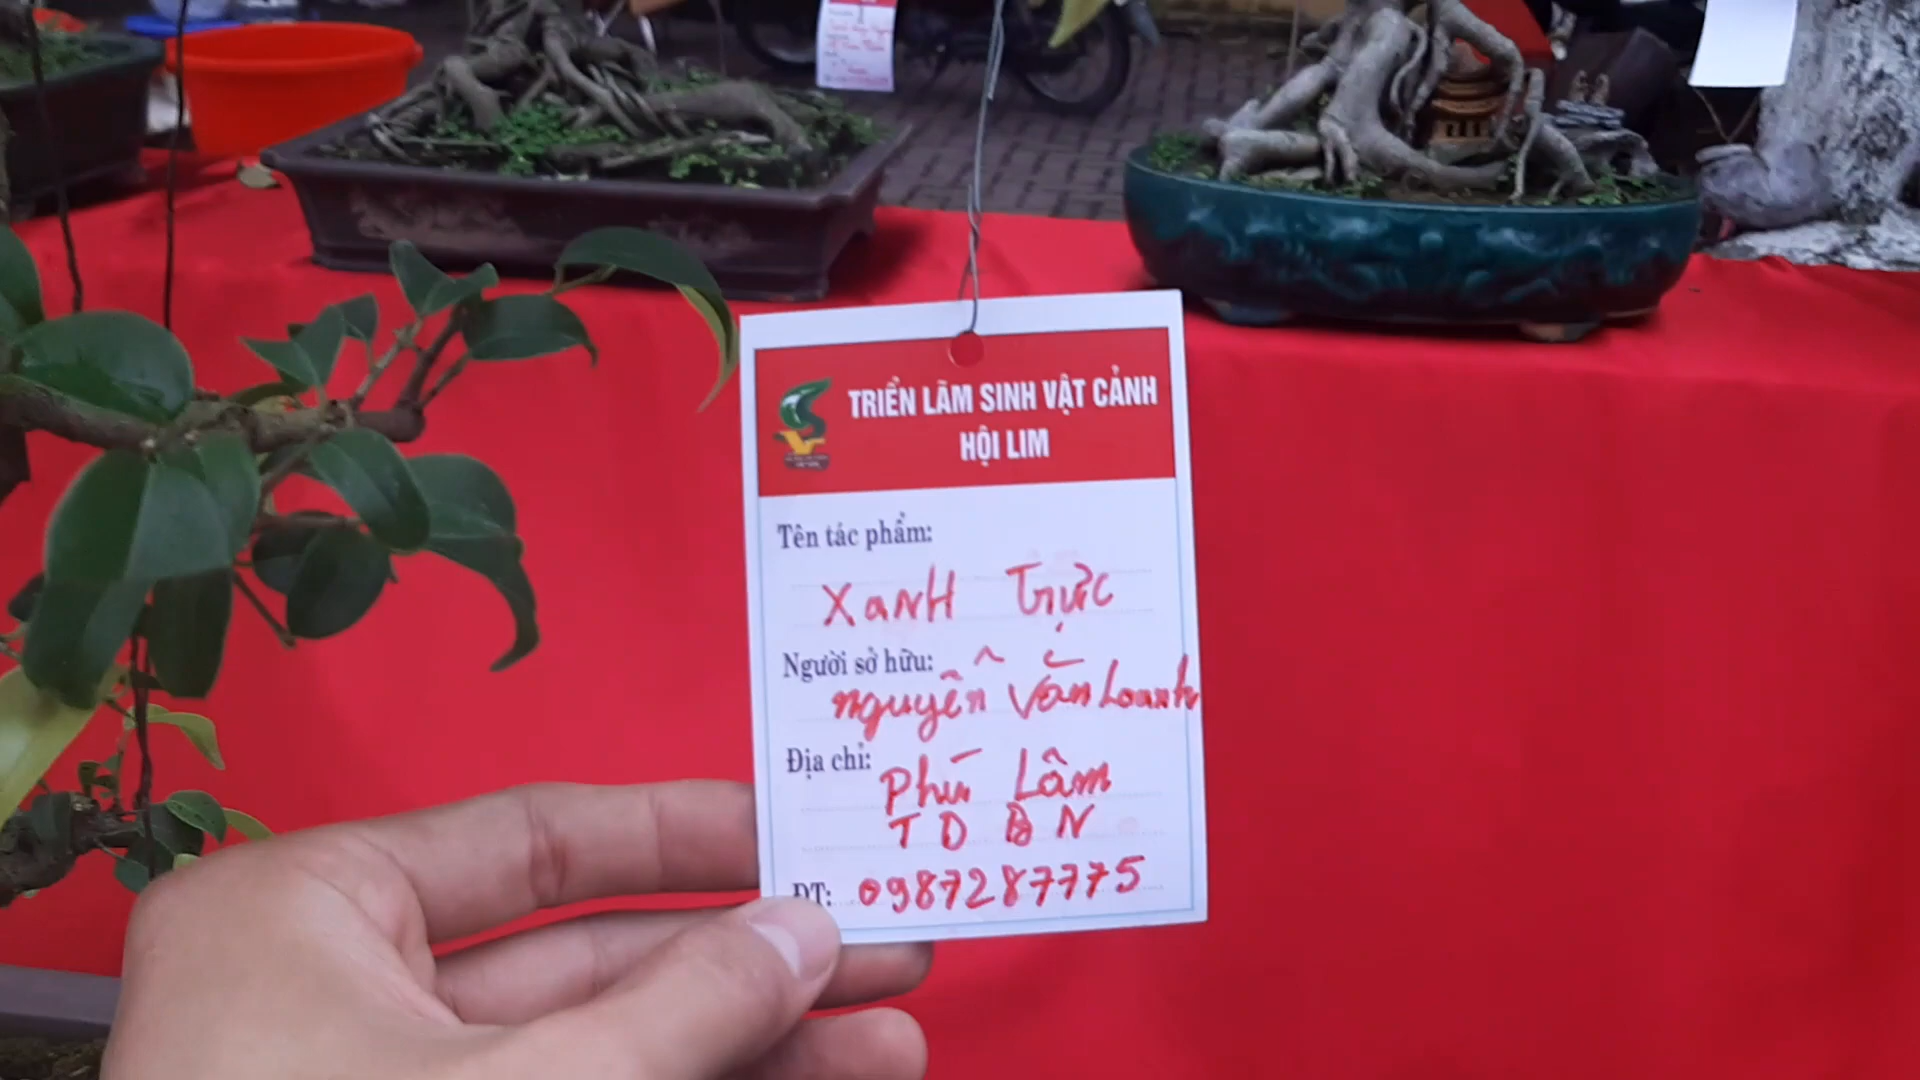 TRIỀN LÃM SINH VẬT CẢNH
HỘI LIM
Tên tác phẩm:
XANH Trực
Người sở hữu:
Nguyễn Văn Loanh
Địa chỉ:
Phú Lâm
T D B N
ĐT: 0987287775